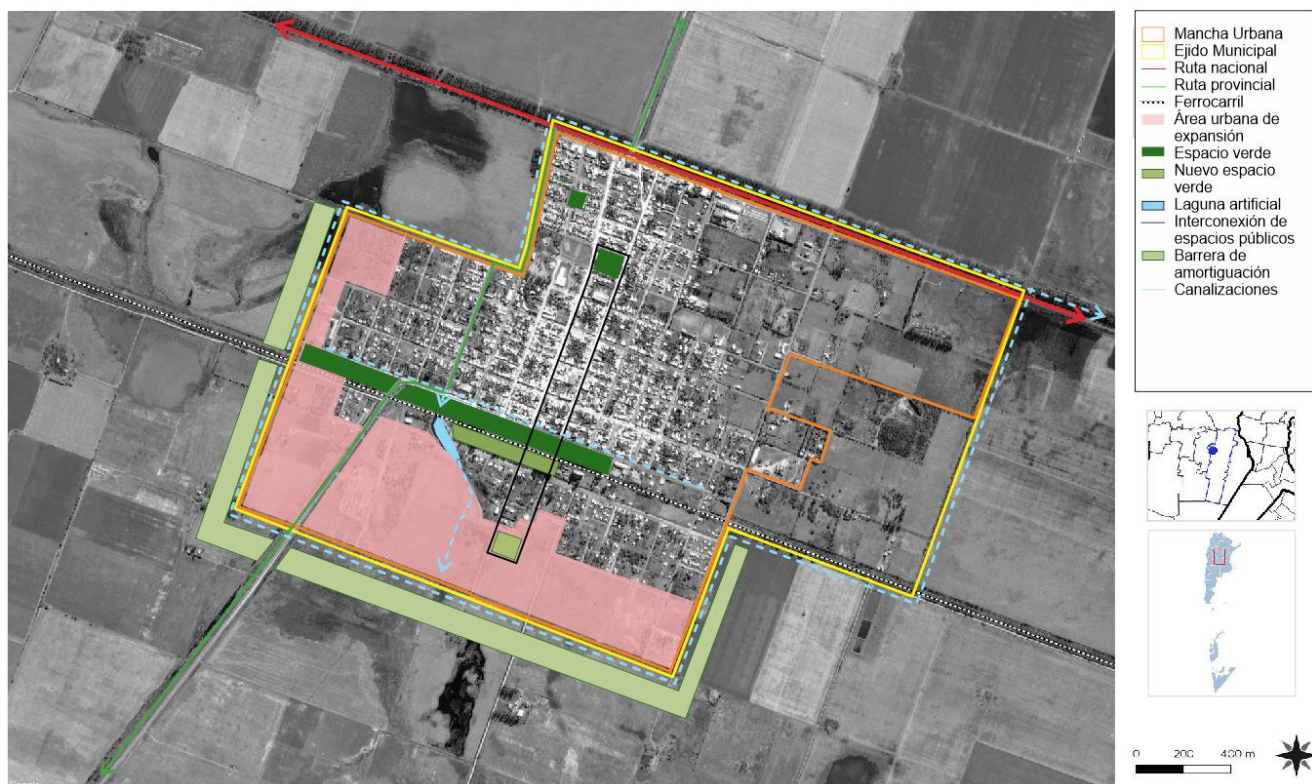 Mancha Urbana
Ejido Municipal
Ruta nacional
Ruta provincial
Ferrocarril
Área urbana de
expansión
Espacio verde
Nuevo espacio
verde
Laguna artificial
Interconexión de
espacios públicos
Barrera de
amortiguación
Canalizaciones
0 200 400 m